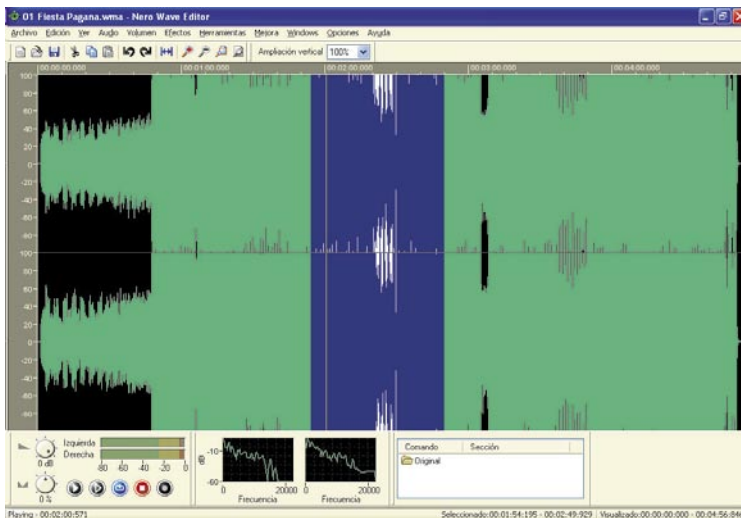 01 Fiesta Pagana.wma - Nero Wave Editor
Archivo Edición Ver Audio Volumen Efectos Herramientas Mejora Windows Opciones Ayuda
Ampliación vertical 100%
00:00:00:000 00:01:00:000 00:02:00:000 00:03:00:000 00:04:00:000
100
80
60
40
20
0
-20
-40
-60
-80
100
80
60
40
20
0
-20
-40
-60
-80
Izquierda
Derecha
-80 -60 -40 -20 0
0 dB
0 %
dB
-10
-60
0 20000
Frecuencia
0 20000
Frecuencia
Comando Sección
Original
Playing - 00:02:00:571
Seleccionado:00:01:54:195 - 00:02:49:929 Visualizado:00:00:00:000 - 00:04:56:846